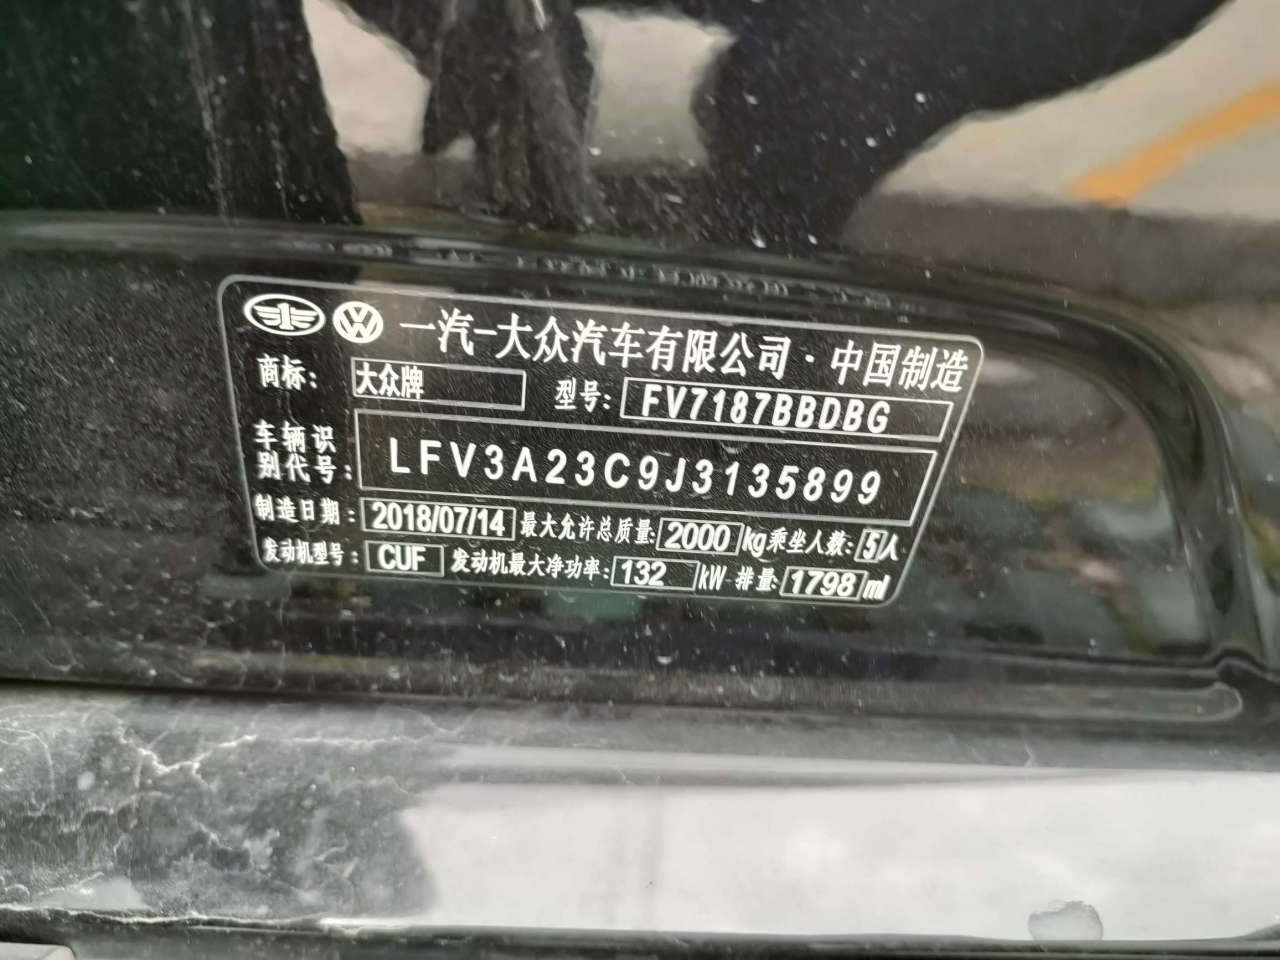 一汽-大众汽车有限公司·中国制造
商标: 大众牌 型号: FV7187BBDBG
车辆识别代号: LFV3A23C9J3135899
制造日期: 2018/07/14 最大允许总质量: 2000 kg 乘坐人数: 5 人
发动机型号: CUF 发动机最大净功率: 132 kW 排量: 1798 ml